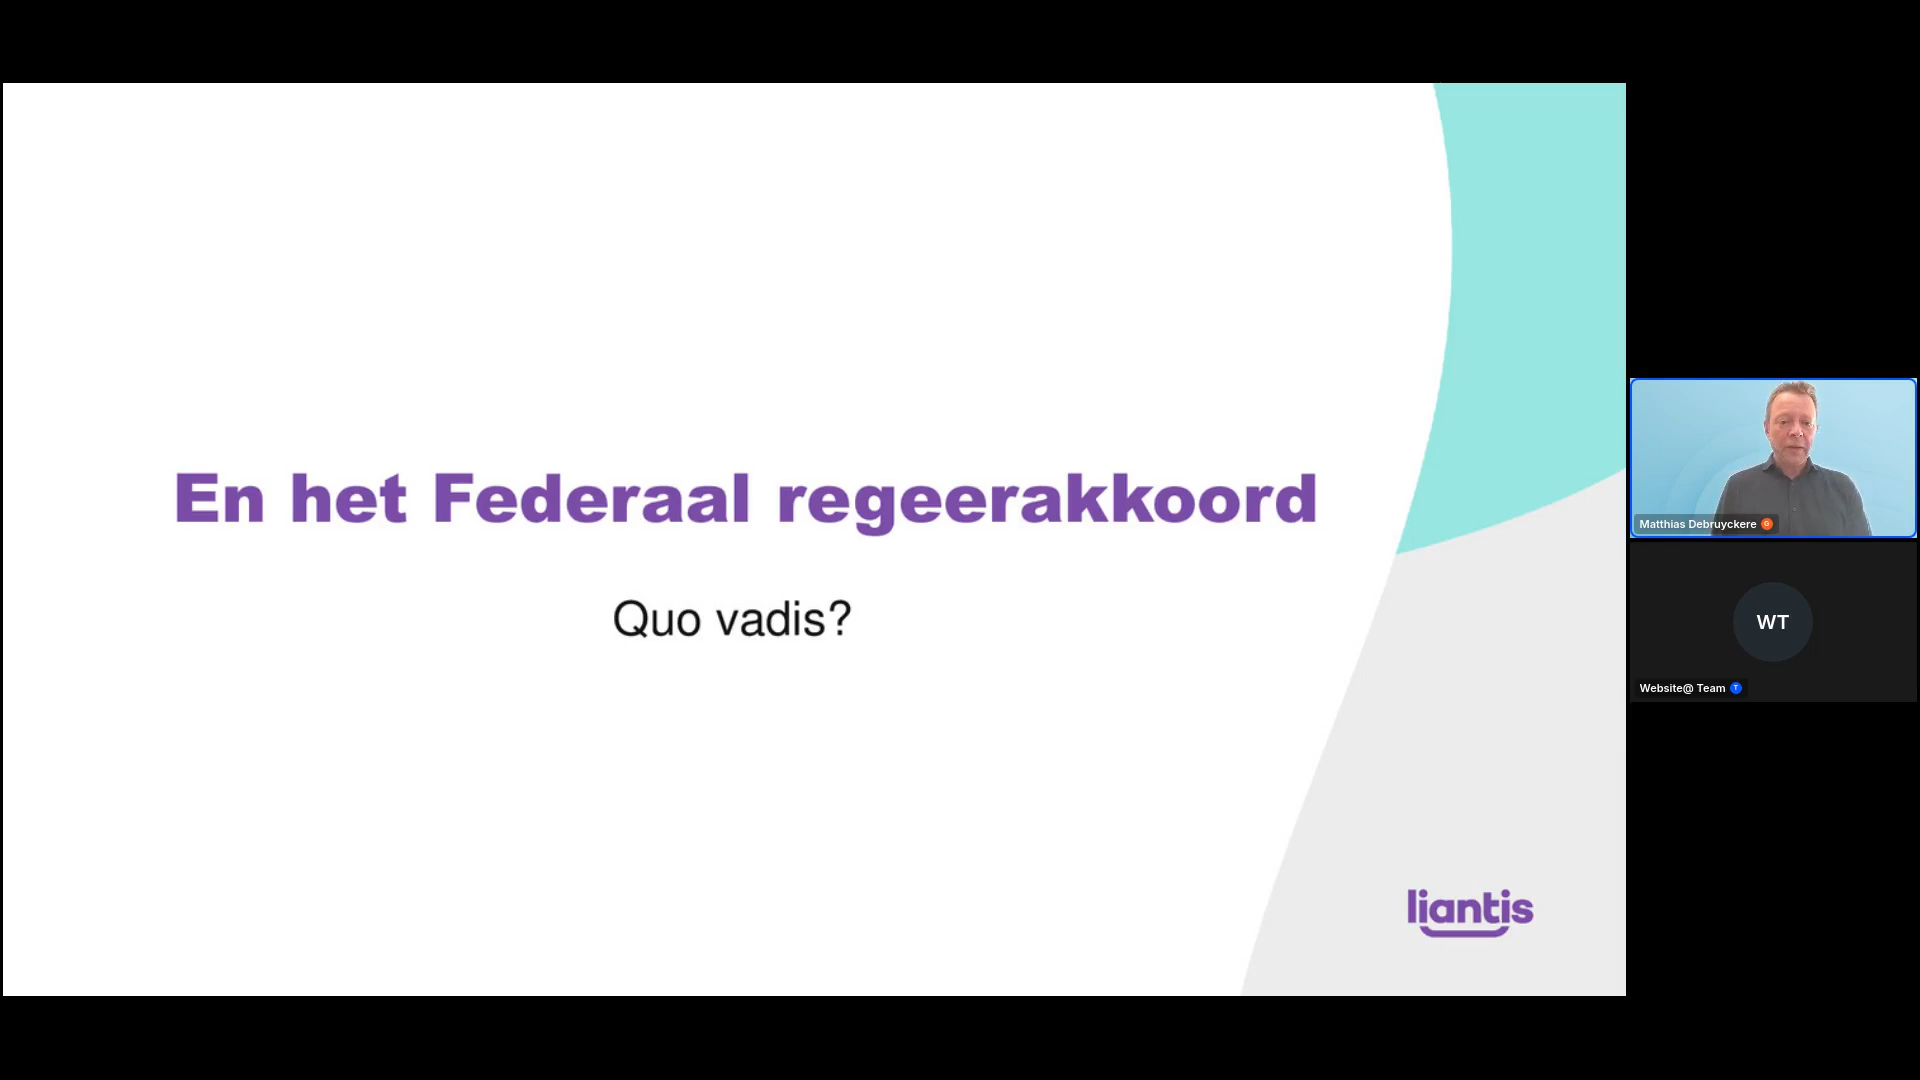 En het Federaal regeerakkoord
Quo vadis?
liantis
Matthias Debruyckere G
WT
Website@ Team T